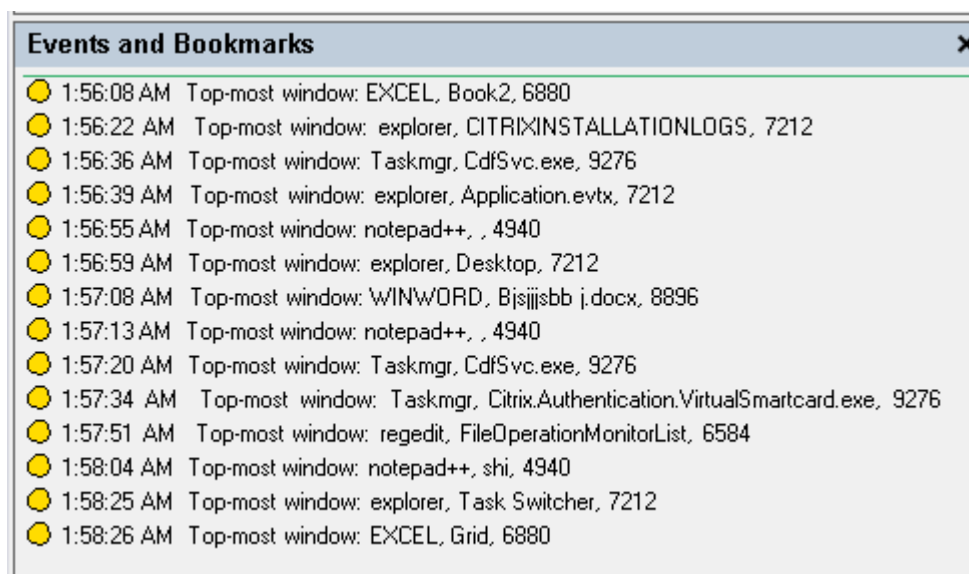 Events and Bookmarks
1:56:08 AM Top-most window: EXCEL, Book2, 6880
1:56:22 AM Top-most window: explorer, CITRIXINSTALLATIONLOGS, 7212
1:56:36 AM Top-most window: Taskmgr, CdfSvc.exe, 9276
1:56:39 AM Top-most window: explorer, Application.evtx, 7212
1:56:55 AM Top-most window: notepad++, , 4940
1:56:59 AM Top-most window: explorer, Desktop, 7212
1:57:08 AM Top-most window: WINWORD, Bjsjjjsbb j.docx, 8896
1:57:13 AM Top-most window: notepad++, , 4940
1:57:20 AM Top-most window: Taskmgr, CdfSvc.exe, 9276
1:57:34 AM Top-most window: Taskmgr, Citrix.Authentication.VirtualSmartcard.exe, 9276
1:57:51 AM Top-most window: regedit, FileOperationMonitorList, 6584
1:58:04 AM Top-most window: notepad++, shi, 4940
1:58:25 AM Top-most window: explorer, Task Switcher, 7212
1:58:26 AM Top-most window: EXCEL, Grid, 6880